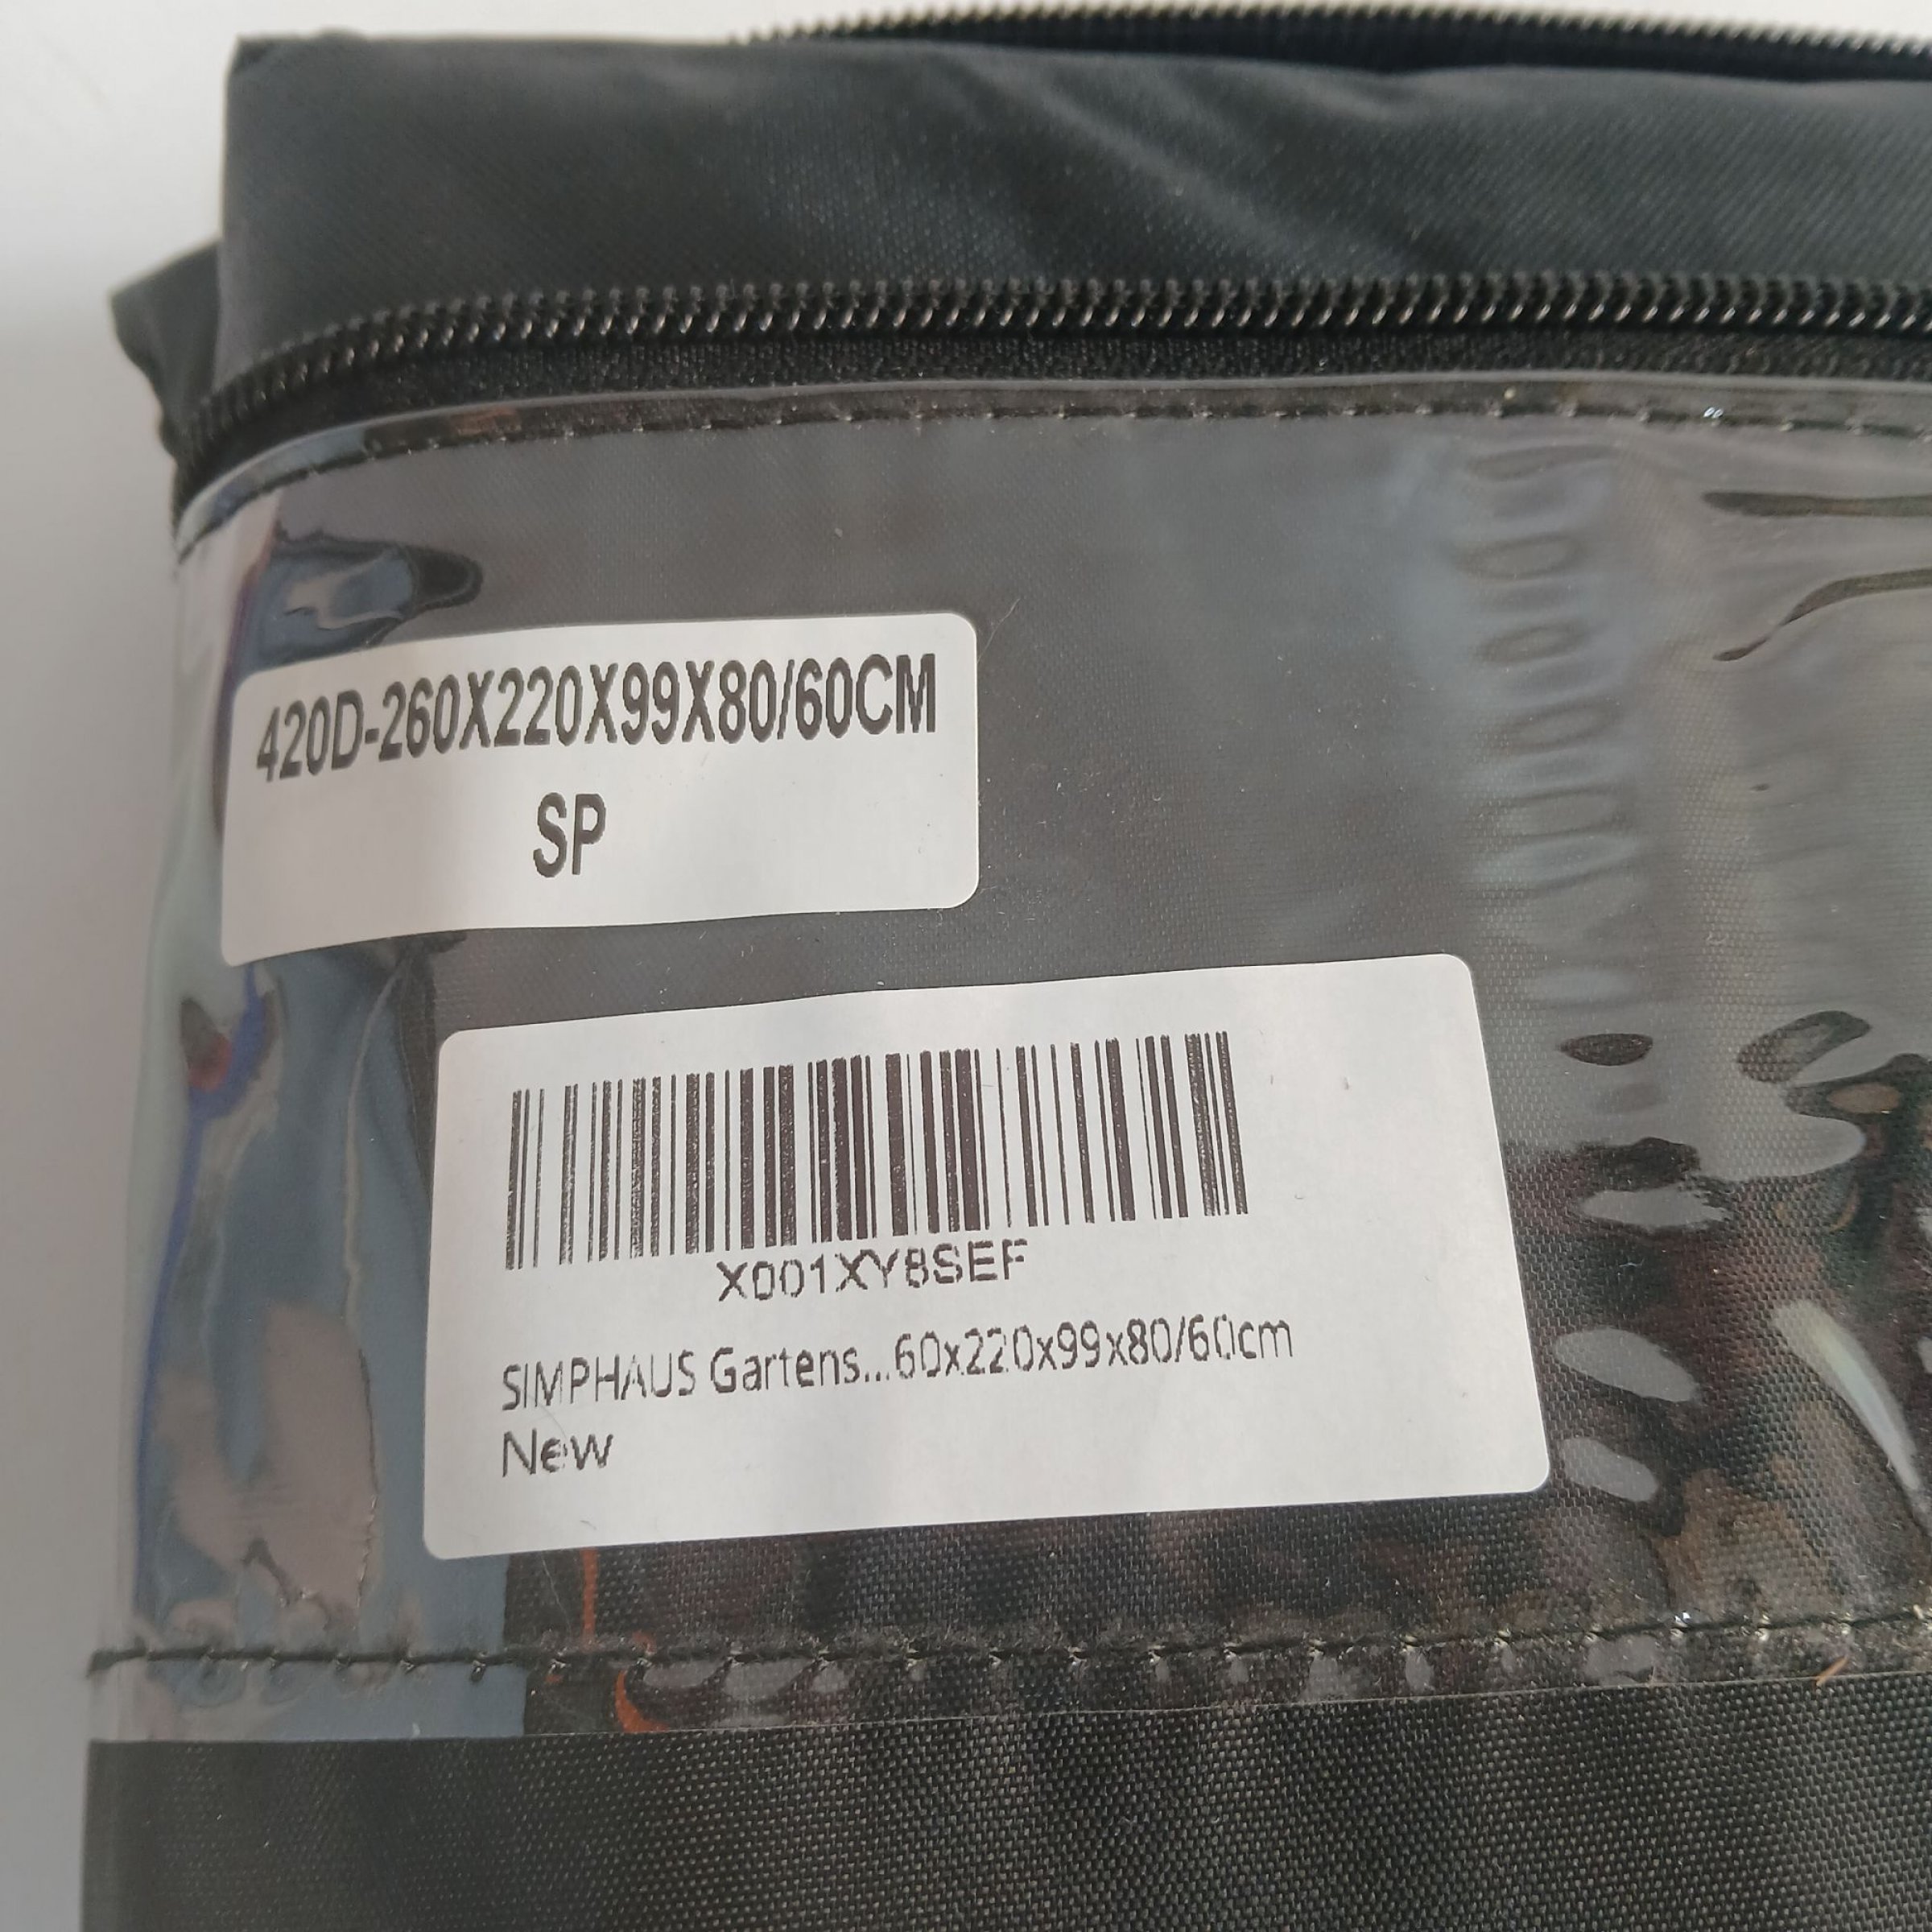 420D-260X220X99X80/60CM
SP
X001XY8SEF
SIMPHAUS Gartens...60x220x99x80/60cm
New